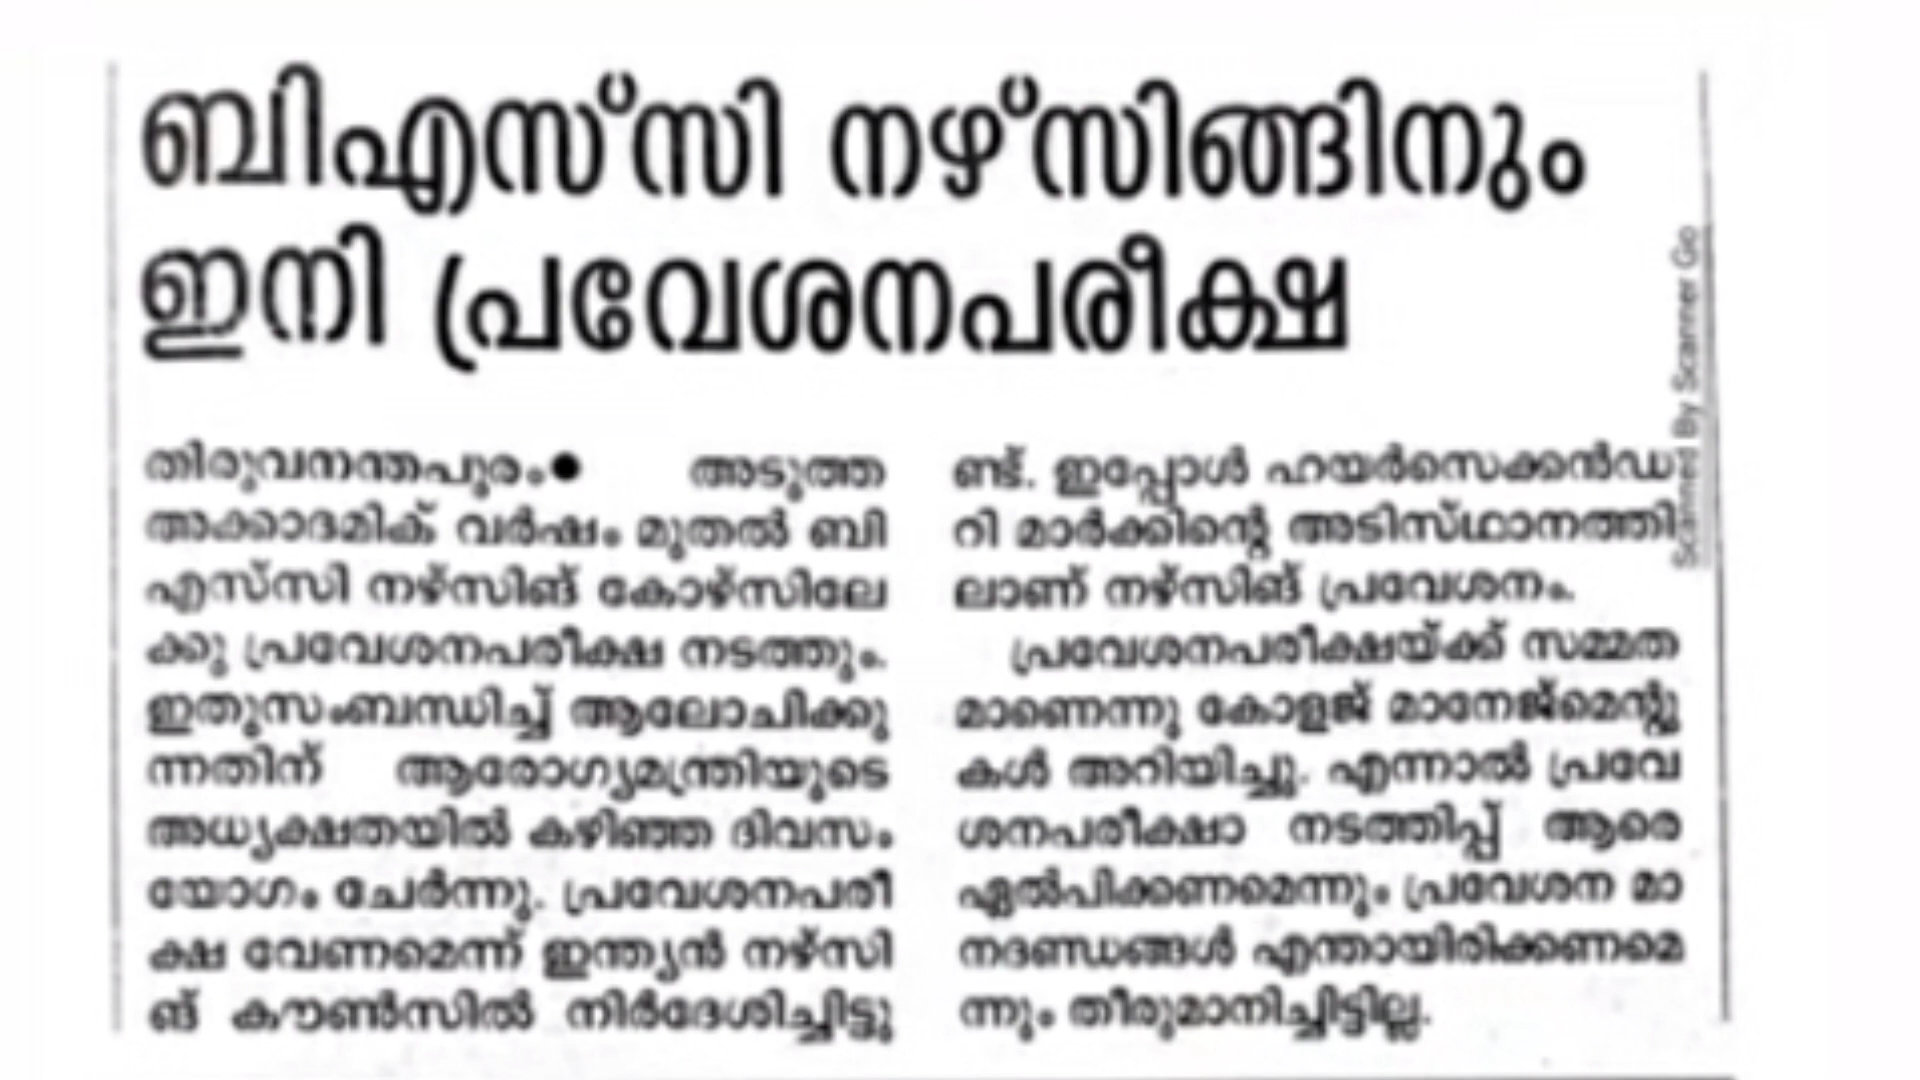 ബിഎസ്‌സി നഴ്‌സിങ്ങിനും
ഇനി പ്രവേശനപരീക്ഷ
തിരുവനന്തപുരം● അടുത്ത
അക്കാദമിക് വർഷം മുതൽ ബി
എസ്‌സി നഴ്‌സിങ് കോഴ്‌സിലേ
ക്കു പ്രവേശനപരീക്ഷ നടത്തും.
ഇതുസംബന്ധിച്ച് ആലോചിക്കു
ന്നതിന് ആരോഗ്യമന്ത്രിയുടെ
അധ്യക്ഷതയിൽ കഴിഞ്ഞ ദിവസം
യോഗം ചേർന്നു. പ്രവേശനപരീ
ക്ഷ വേണമെന്ന് ഇന്ത്യൻ നഴ്‌സി
ങ് കൗൺസിൽ നിർദേശിച്ചിട്ടു
ണ്ട്. ഇപ്പോൾ ഹയർസെക്കൻഡ
റി മാർക്കിന്റെ അടിസ്ഥാനത്തി
ലാണ് നഴ്‌സിങ് പ്രവേശനം.
പ്രവേശനപരീക്ഷയ്ക്ക് സമ്മത
മാണെന്നു കോളജ് മാനേജ്മെന്റു
കൾ അറിയിച്ചു. എന്നാൽ പ്രവേ
ശനപരീക്ഷാ നടത്തിപ്പ് ആരെ
ഏൽപിക്കണമെന്നും പ്രവേശന മാ
നദണ്ഡങ്ങൾ എന്തായിരിക്കണമെ
ന്നും തീരുമാനിച്ചിട്ടില്ല.
Scanned By Scanner Go